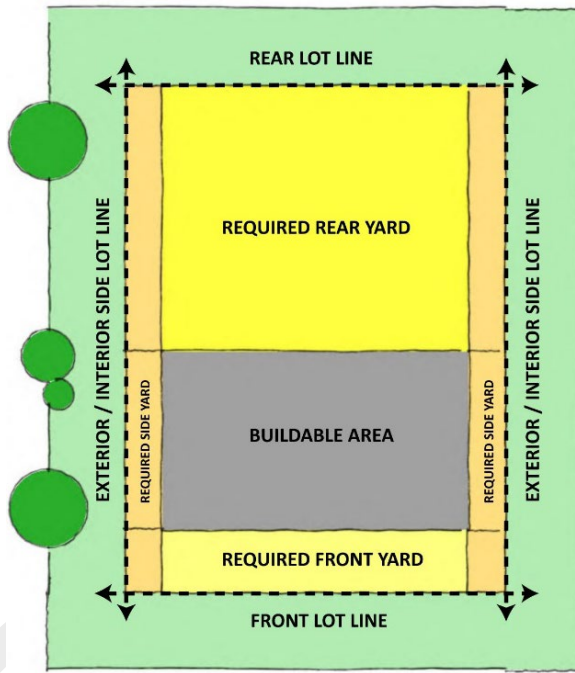 REAR LOT LINE
EXTERIOR / INTERIOR SIDE LOT LINE
REQUIRED REAR YARD
EXTERIOR / INTERIOR SIDE LOT LINE
REQUIRED SIDE YARD
BUILDABLE AREA
REQUIRED SIDE YARD
REQUIRED FRONT YARD
FRONT LOT LINE